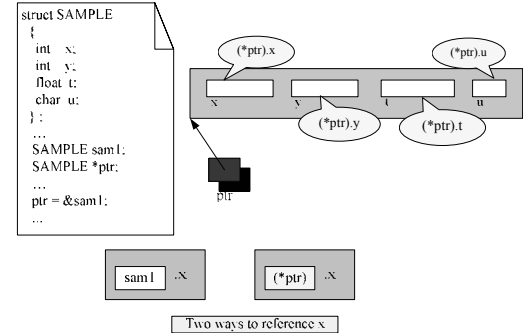 struct SAMPLE
{
int x;
int y;
float t;
char u;
} ;
...
SAMPLE sam1;
SAMPLE *ptr;
...
ptr = &sam1;
...
(*ptr).x
(*ptr).u
x
y
t
u
(*ptr).y
(*ptr).t
ptr
sam1 .x
(*ptr) .x
Two ways to reference x